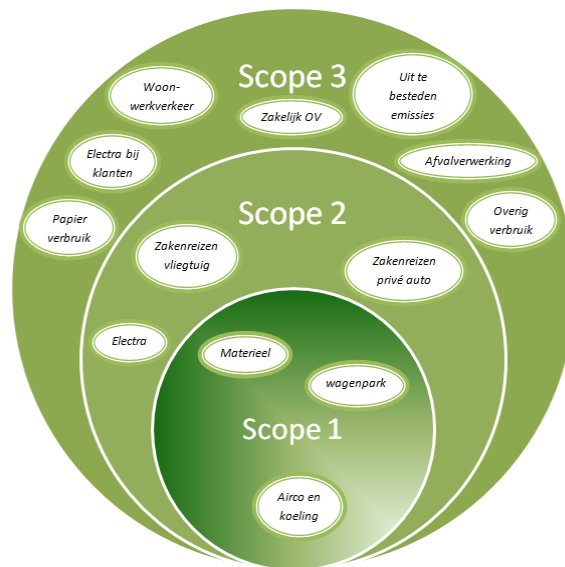 Scope 3
Woon-
werkverkeer
Zakelijk OV
Uit te
besteden
emissies
Electra bij
klanten
Afvalverwerking
Papier
verbruik
Overig
verbruik
Scope 2
Zakenreizen
vliegtuig
Zakenreizen
privé auto
Electra
Materieel
wagenpark
Scope 1
Airco en
koeling